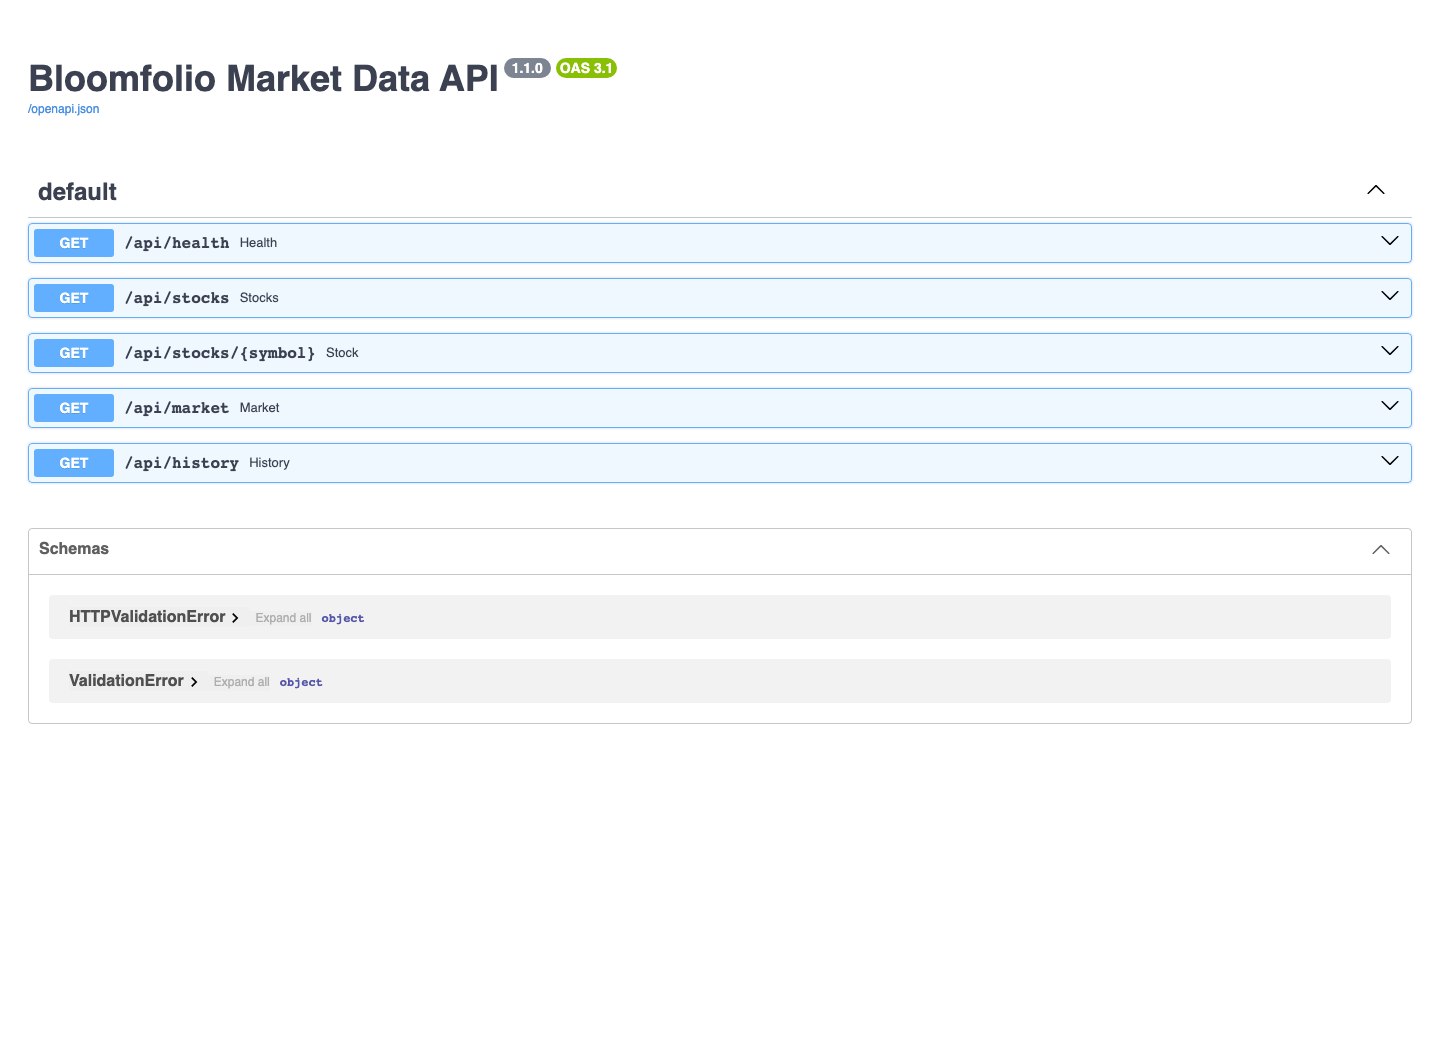 Bloomfolio Market Data API 1.1.0 OAS 3.1
/openapi.json
default
GET /api/health Health
GET /api/stocks Stocks
GET /api/stocks/{symbol} Stock
GET /api/market Market
GET /api/history History
Schemas
HTTPValidationError Expand all object
ValidationError Expand all object